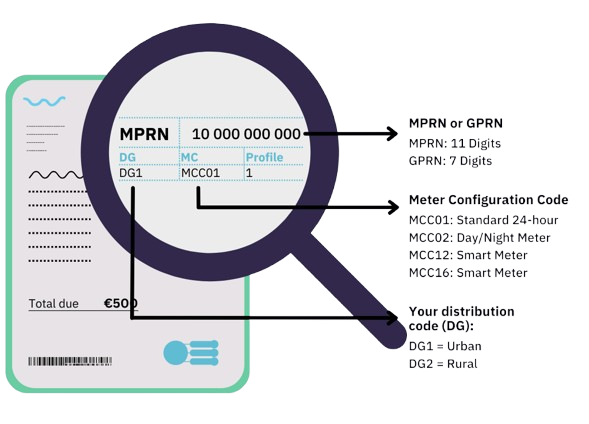 MPRN 10 000 000 000
DG MC Profile
DG1 MCC01 1
Total due €500
MPRN or GPRN
MPRN: 11 Digits
GPRN: 7 Digits
Meter Configuration Code
MCC01: Standard 24-hour
MCC02: Day/Night Meter
MCC12: Smart Meter
MCC16: Smart Meter
Your distribution
code (DG):
DG1 = Urban
DG2 = Rural